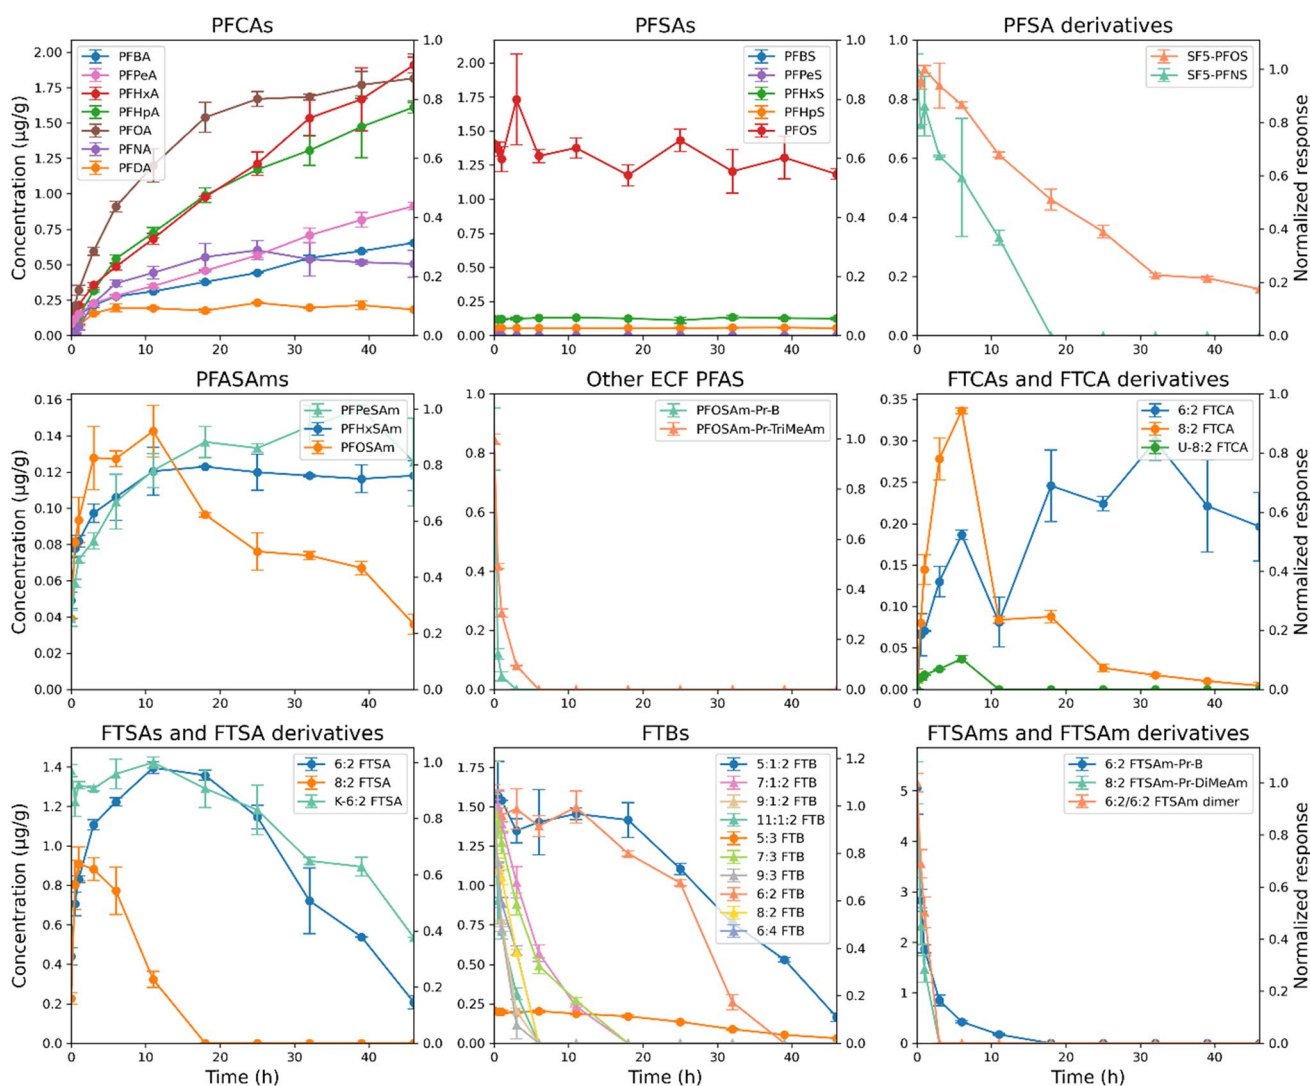 PFCAs
Concentration (µg/g)
2.00
1.75
1.50
1.25
1.00
0.75
0.50
0.25
0.00
PFBA
PFPeA
PFHxA
PFHpA
PFOA
PFNA
PFDA
1.0
0.8
0.6
0.4
0.2
0.0
0 10 20 30 40
PFSAs
2.00
1.75
1.50
1.25
1.00
0.75
0.50
0.25
0.00
PFBS
PFPeS
PFHxS
PFHpS
PFOS
1.0
0.8
0.6
0.4
0.2
0.0
0 10 20 30 40
PFSA derivatives
1.0
0.8
0.6
0.4
0.2
0.0
SF5-PFOS
SF5-PFNS
1.0
0.8
0.6
0.4
0.2
0.0
Normalized response
0 10 20 30 40
PFASAms
Concentration (µg/g)
0.16
0.14
0.12
0.10
0.08
0.06
0.04
0.02
0.00
PFPeSAm
PFHxSAm
PFOSAm
1.0
0.8
0.6
0.4
0.2
0.0
0 10 20 30 40
Other ECF PFAS
1.0
0.8
0.6
0.4
0.2
0.0
PFOSAm-Pr-B
PFOSAm-Pr-TriMeAm
1.0
0.8
0.6
0.4
0.2
0.0
0 10 20 30 40
FTCAs and FTCA derivatives
0.35
0.30
0.25
0.20
0.15
0.10
0.05
0.00
6:2 FTCA
8:2 FTCA
U-8:2 FTCA
1.0
0.8
0.6
0.4
0.2
0.0
Normalized response
0 10 20 30 40
FTSAs and FTSA derivatives
Concentration (µg/g)
1.4
1.2
1.0
0.8
0.6
0.4
0.2
0.0
6:2 FTSA
8:2 FTSA
K-6:2 FTSA
1.0
0.8
0.6
0.4
0.2
0.0
0 10 20 30 40
Time (h)
FTBs
1.75
1.50
1.25
1.00
0.75
0.50
0.25
0.00
5:1:2 FTB
7:1:2 FTB
9:1:2 FTB
11:1:2 FTB
5:3 FTB
7:3 FTB
9:3 FTB
6:2 FTB
8:2 FTB
6:4 FTB
1.2
1.0
0.8
0.6
0.4
0.2
0.0
0 10 20 30 40
Time (h)
FTSAms and FTSAm derivatives
5
4
3
2
1
0
6:2 FTSAm-Pr-B
8:2 FTSAm-Pr-DiMeAm
6:2/6:2 FTSAm dimer
1.0
0.8
0.6
0.4
0.2
0.0
Normalized response
0 10 20 30 40
Time (h)